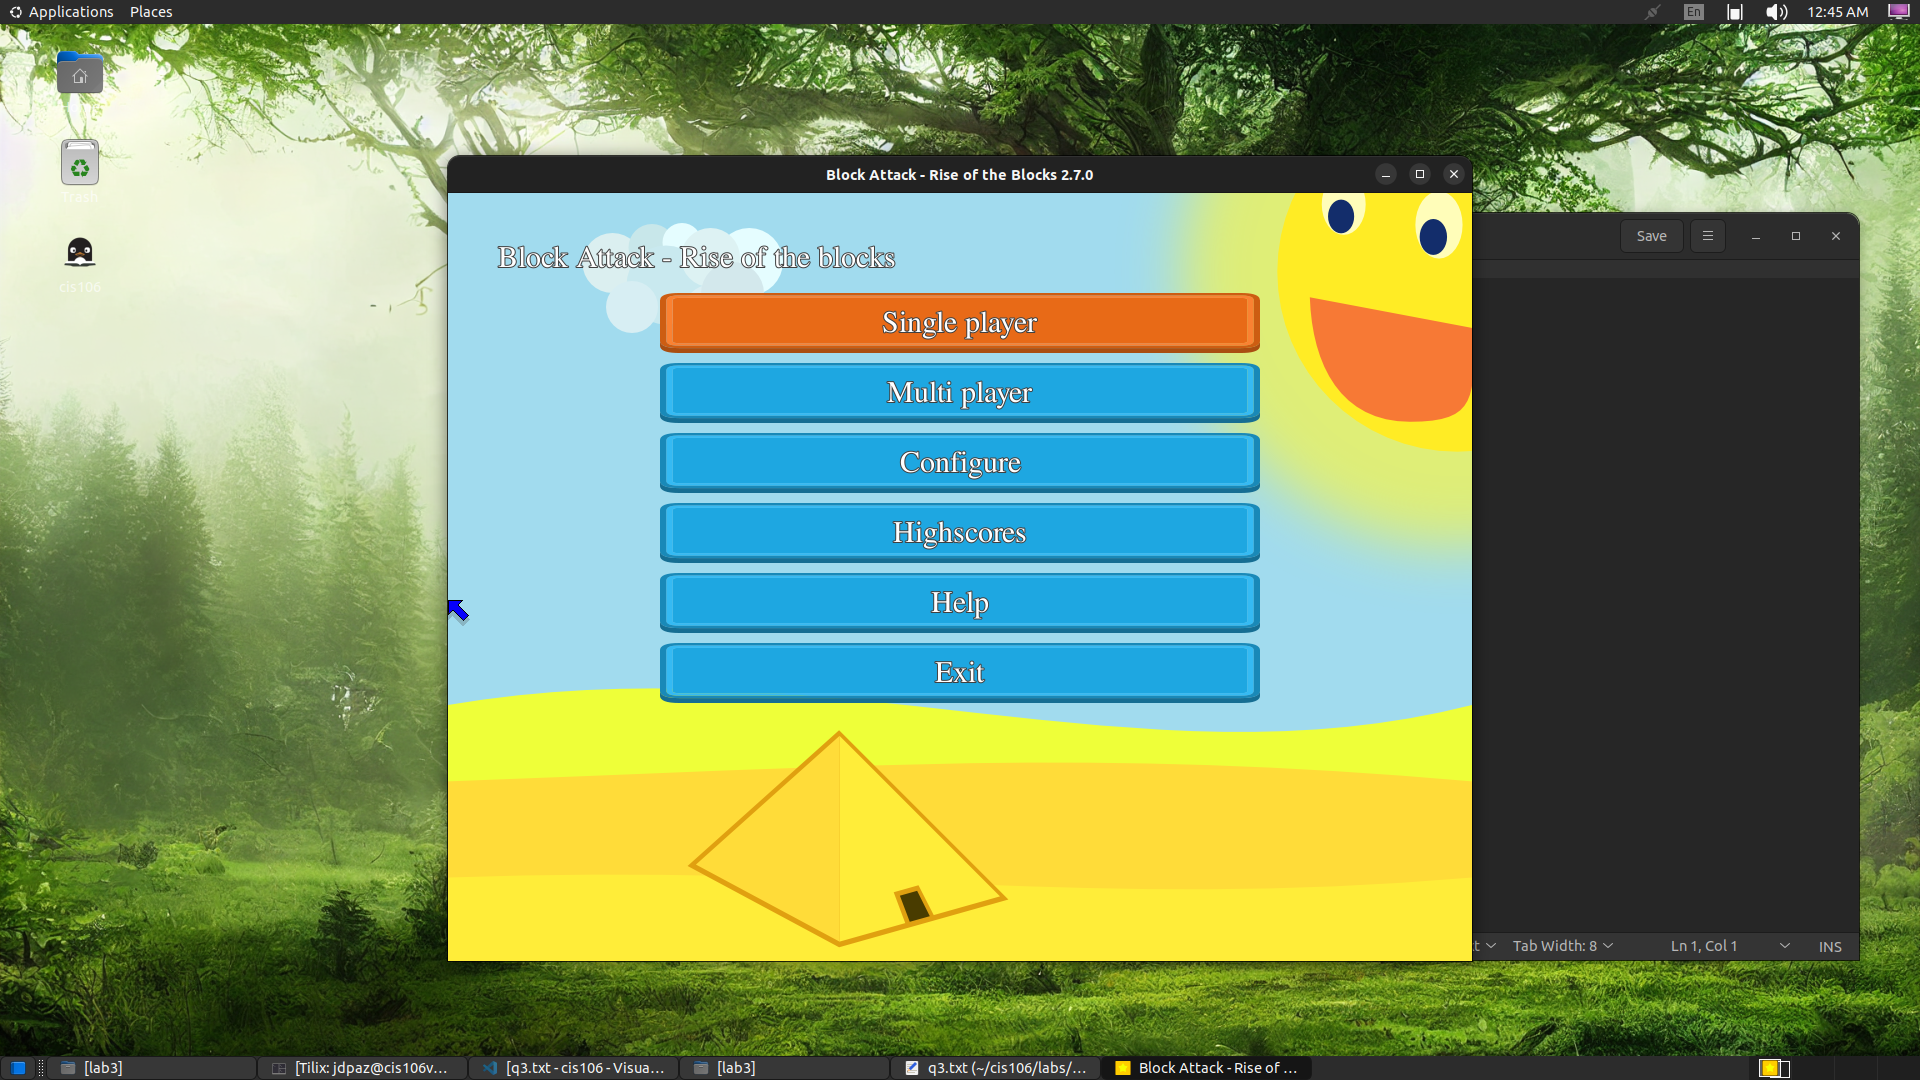 Applications Places En 12:45 AM
Trash
cis106
Block Attack - Rise of the Blocks 2.7.0
Save
Block Attack - Rise of the blocks
Single player
Multi player
Configure
Highscores
Help
Exit
Tab Width: 8 Ln 1, Col 1 INS
[lab3] [Tilix: jdpaz@cis106v... [q3.txt - cis106 - Visua... [lab3] q3.txt (~/cis106/labs/... Block Attack - Rise of ...